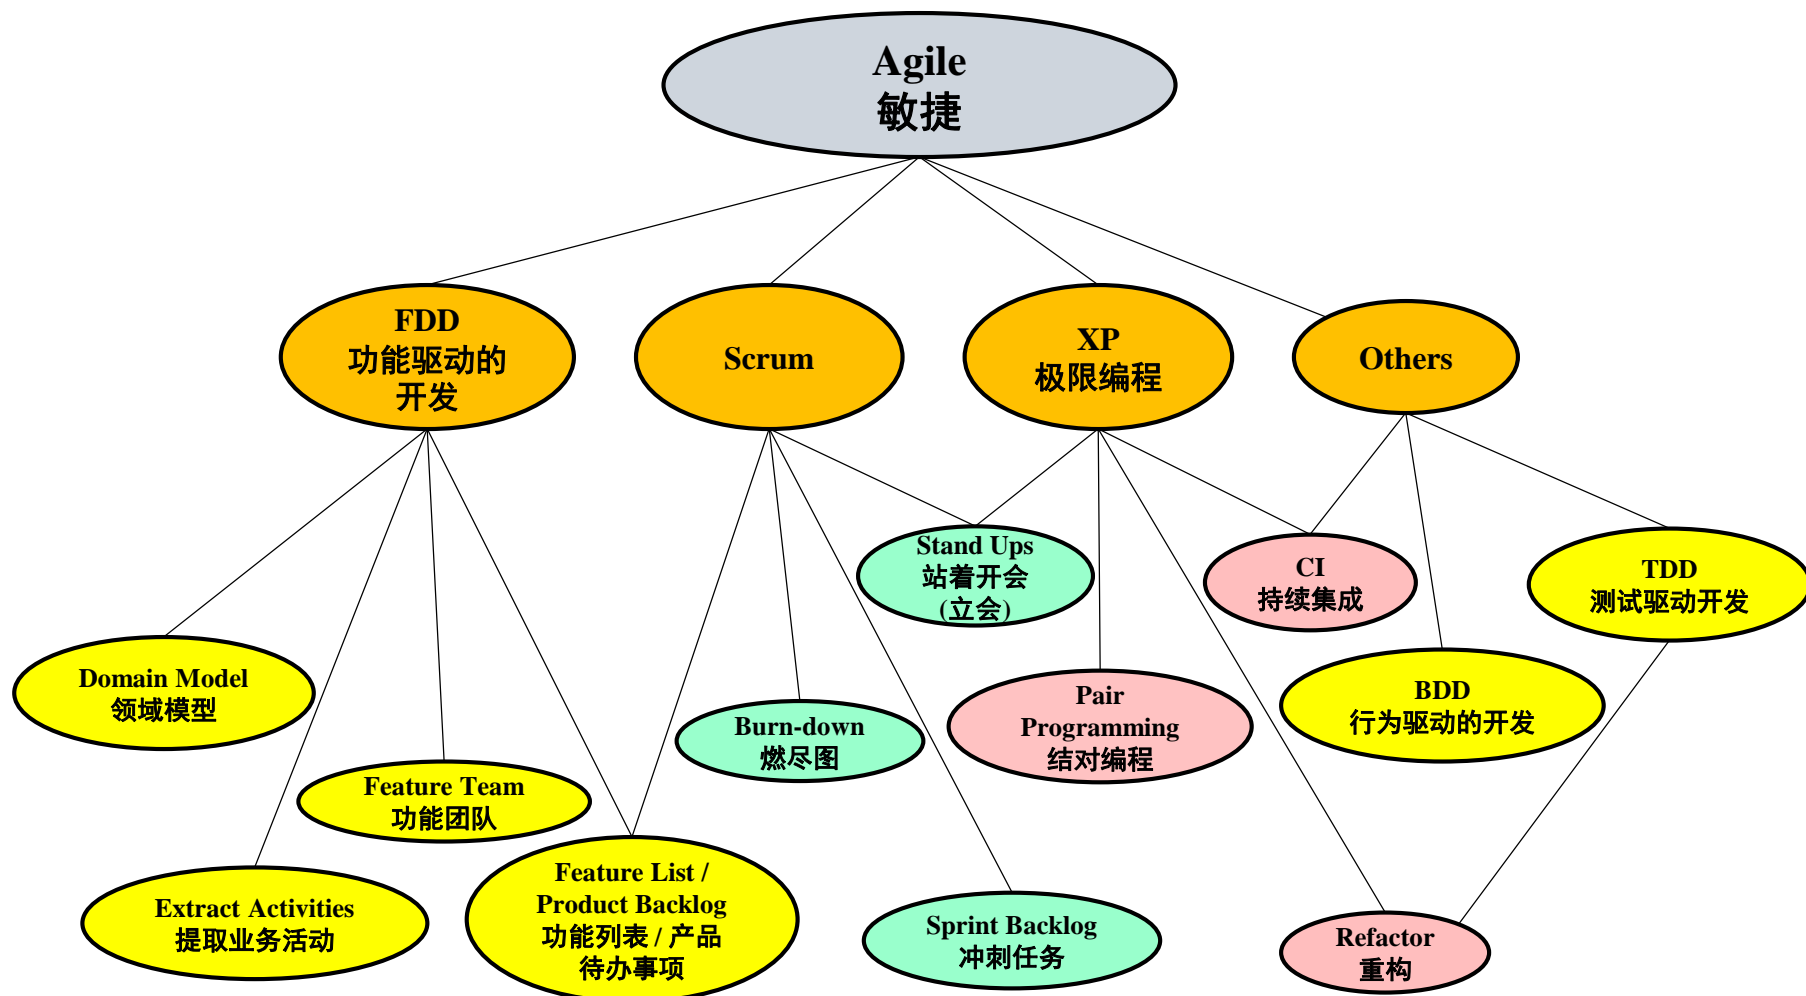 Agile
敏捷
FDD
功能驱动的
开发
Scrum
XP
极限编程
Others
Stand Ups
站着开会
(立会)
CI
持续集成
TDD
测试驱动开发
Domain Model
领域模型
Burn-down
燃尽图
Pair
Programming
结对编程
BDD
行为驱动的开发
Feature Team
功能团队
Extract Activities
提取业务活动
Feature List /
Product Backlog
功能列表 / 产品
待办事项
Sprint Backlog
冲刺任务
Refactor
重构